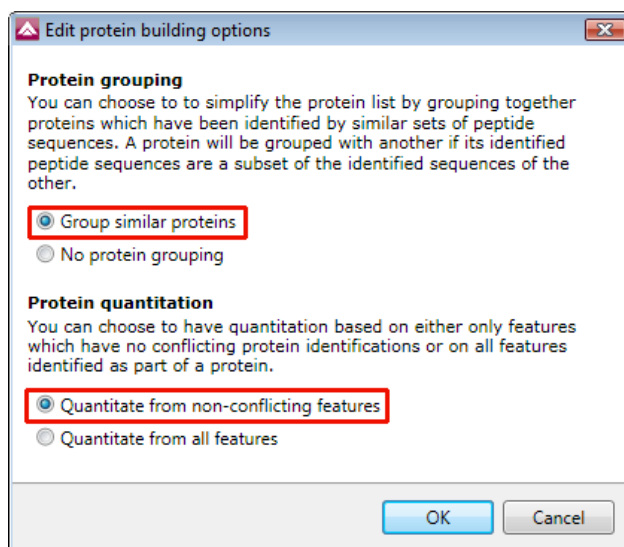 Edit protein building options
Protein grouping
You can choose to to simplify the protein list by grouping together
proteins which have been identified by similar sets of peptide
sequences. A protein will be grouped with another if its identified
peptide sequences are a subset of the identified sequences of the
other.
Group similar proteins
No protein grouping
Protein quantitation
You can choose to have quantitation based on either only features
which have no conflicting protein identifications or on all features
identified as part of a protein.
Quantitate from non-conflicting features
Quantitate from all features
OK Cancel